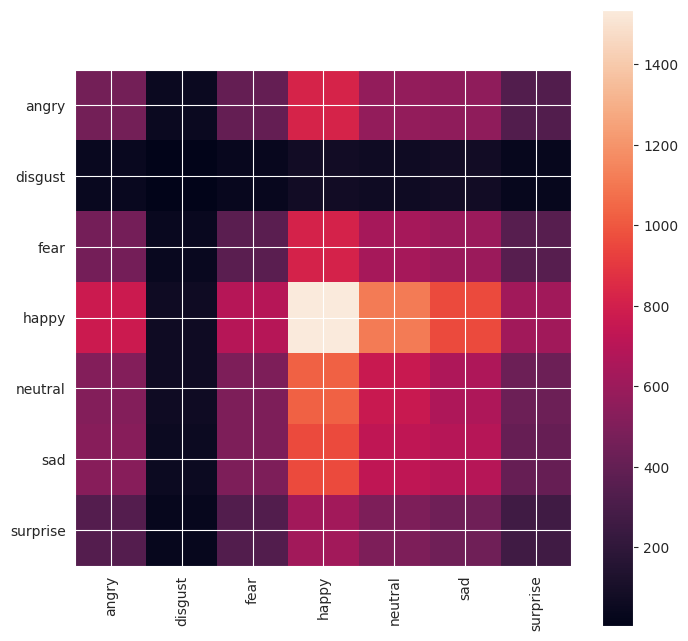 angry
disgust
fear
happy
neutral
sad
surprise
angry
disgust
fear
happy
neutral
sad
surprise
1400
1200
1000
800
600
400
200